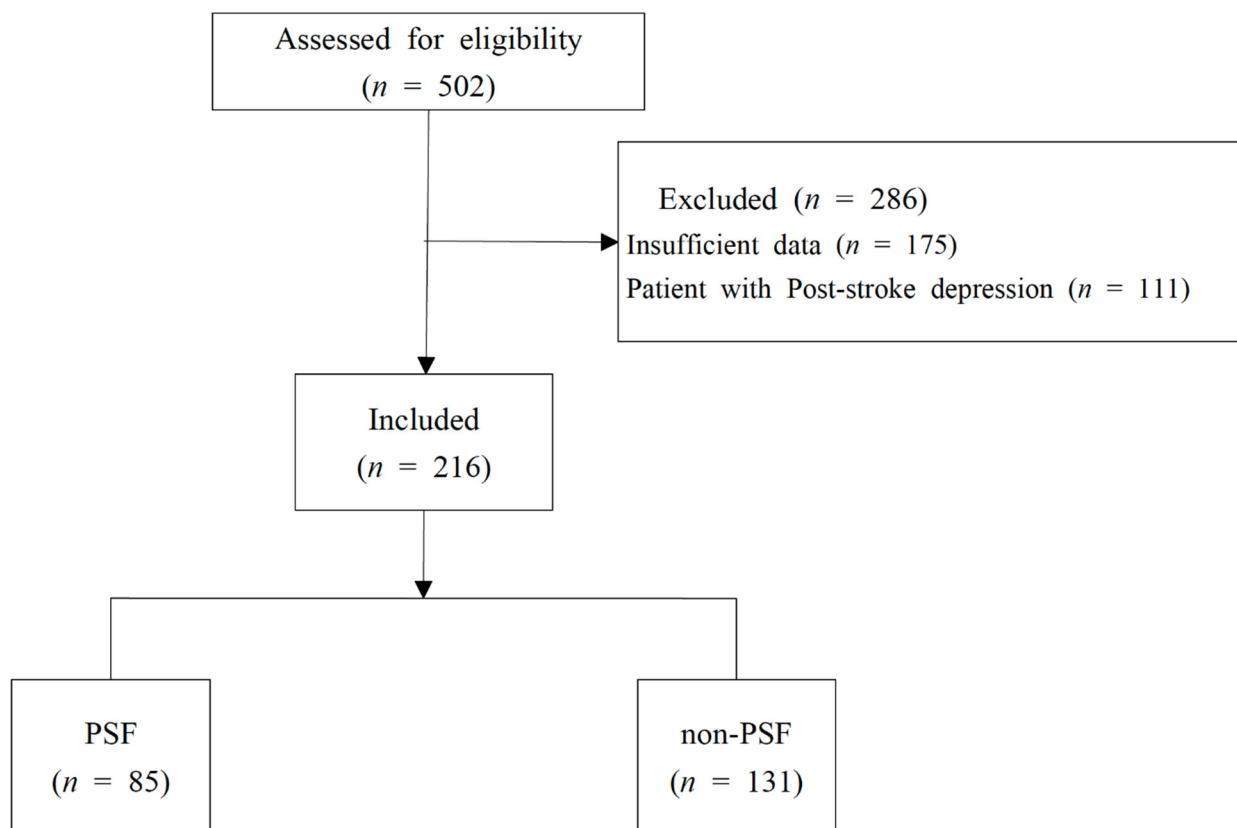 Assessed for eligibility
(n = 502)
Excluded (n = 286)
Insufficient data (n = 175)
Patient with Post-stroke depression (n = 111)
Included
(n = 216)
PSF
(n = 85)
non-PSF
(n = 131)